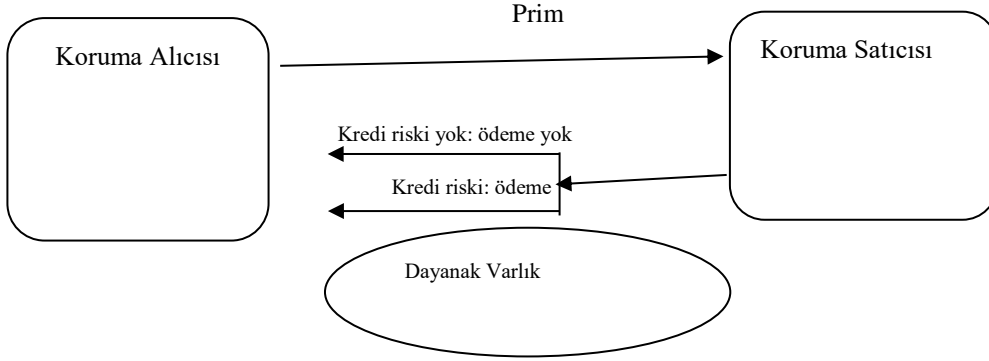 Prim
Koruma Alıcısı
Koruma Satıcısı
Kredi riski yok: ödeme yok
Kredi riski: ödeme
Dayanak Varlık